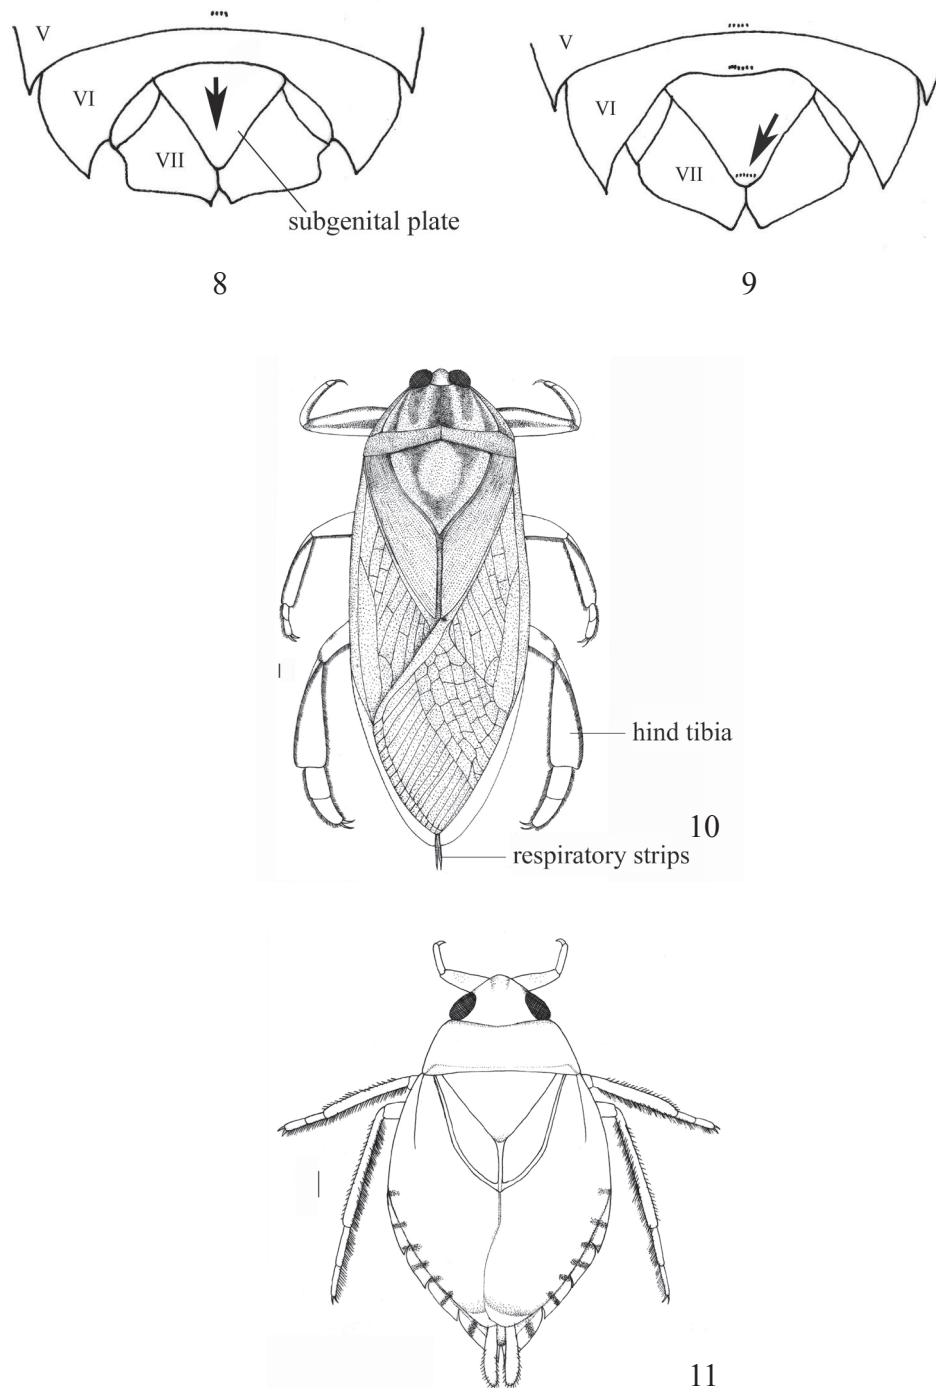 V
VI
VII
subgenital plate
8
V
VI
VII
9
hind tibia
10
respiratory strips
11